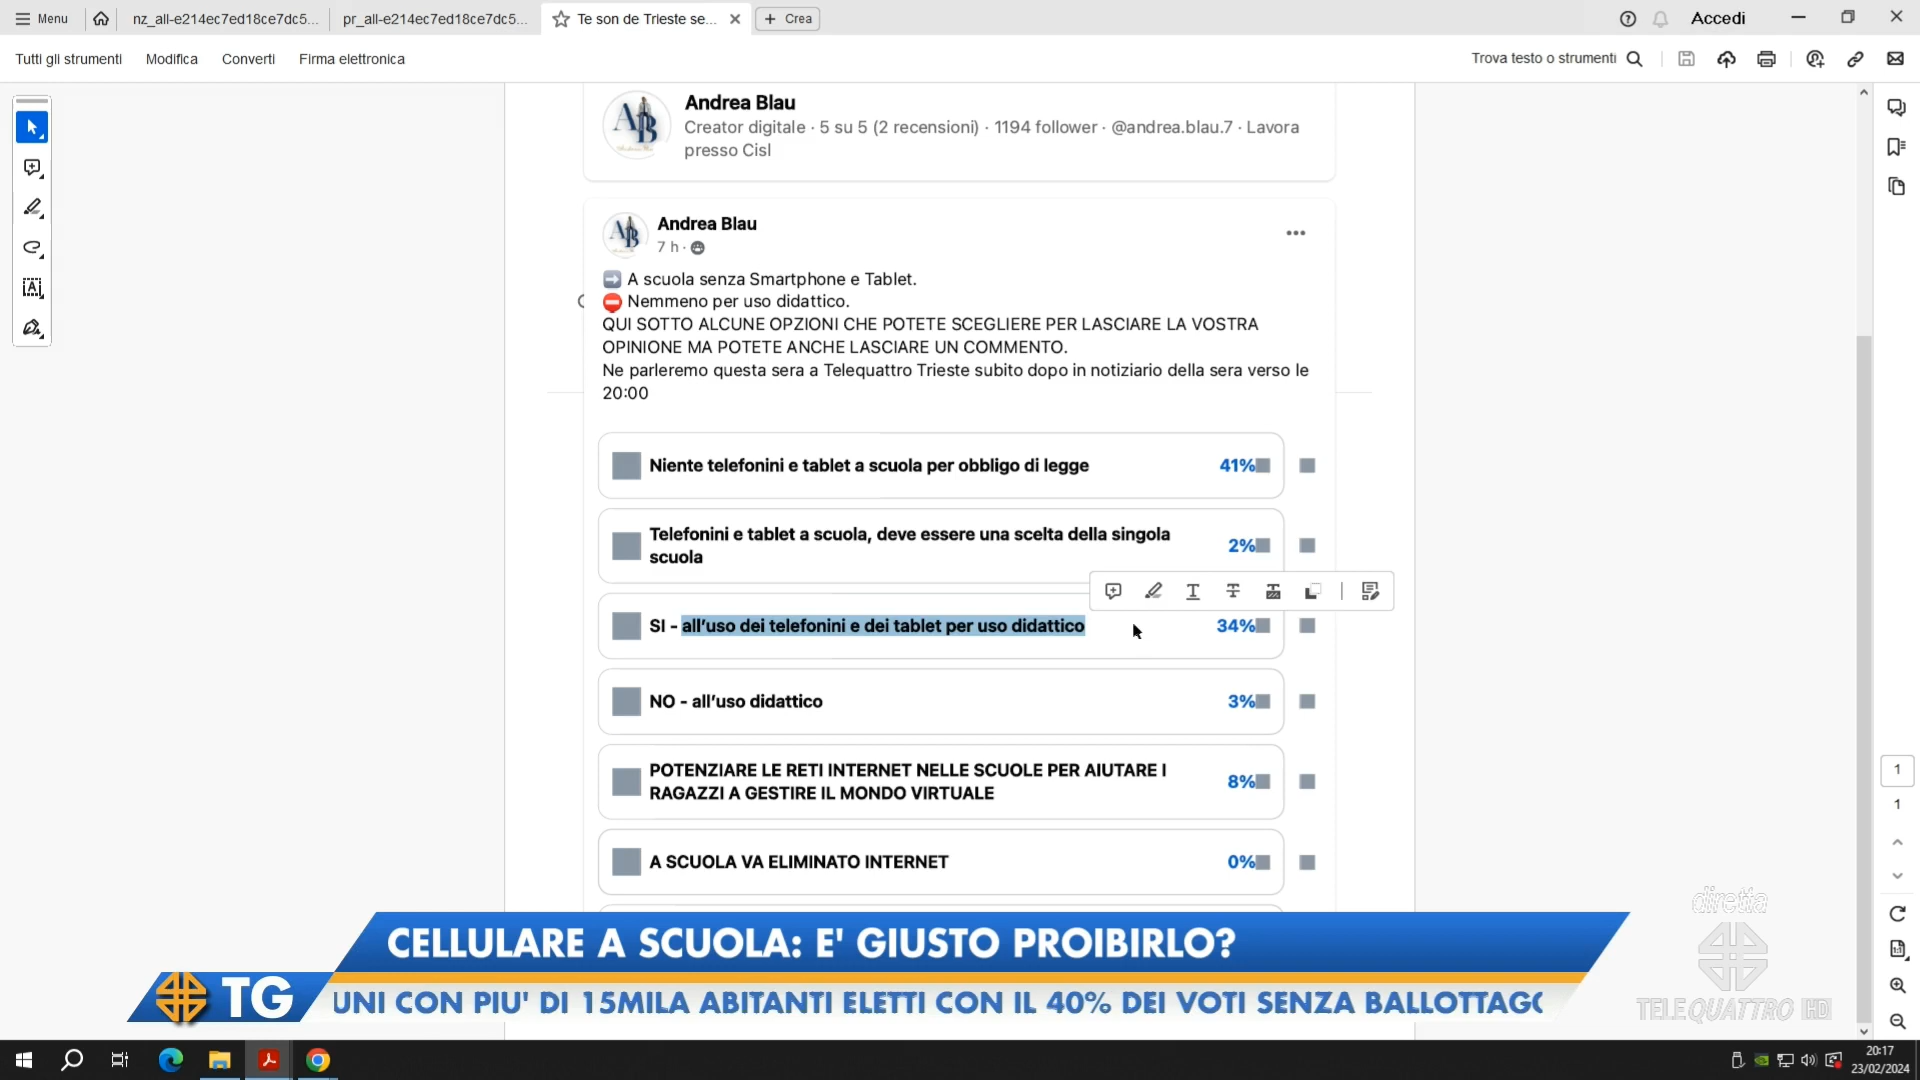 Menu
nz_all-e214ec7ed18ce7dc5...
pr_all-e214ec7ed18ce7dc5...
Te son de Trieste se...
Crea
Accedi
Tutti gli strumenti
Modifica
Converti
Firma elettronica
Trova testo o strumenti
Andrea Blau
Creator digitale · 5 su 5 (2 recensioni) · 1194 follower · @andrea.blau.7 · Lavora
presso Cisl
Andrea Blau
7 h ·
A scuola senza Smartphone e Tablet.
Nemmeno per uso didattico.
QUI SOTTO ALCUNE OPZIONI CHE POTETE SCEGLIERE PER LASCIARE LA VOSTRA
OPINIONE MA POTETE ANCHE LASCIARE UN COMMENTO.
Ne parleremo questa sera a Telequattro Trieste subito dopo in notiziario della sera verso le
20:00
Niente telefonini e tablet a scuola per obbligo di legge 41%
Telefonini e tablet a scuola, deve essere una scelta della singola
scuola
2%
SI - all'uso dei telefonini e dei tablet per uso didattico 34%
NO - all'uso didattico 3%
POTENZIARE LE RETI INTERNET NELLE SCUOLE PER AIUTARE I
RAGAZZI A GESTIRE IL MONDO VIRTUALE
8%
A SCUOLA VA ELIMINATO INTERNET 0%
1
1
diretta
CELLULARE A SCUOLA: E' GIUSTO PROIBIRLO?
TG
UNI CON PIU' DI 15MILA ABITANTI ELETTI CON IL 40% DEI VOTI SENZA BALLOTTAG
TELEQUATTRO HD
20:17
23/02/2024